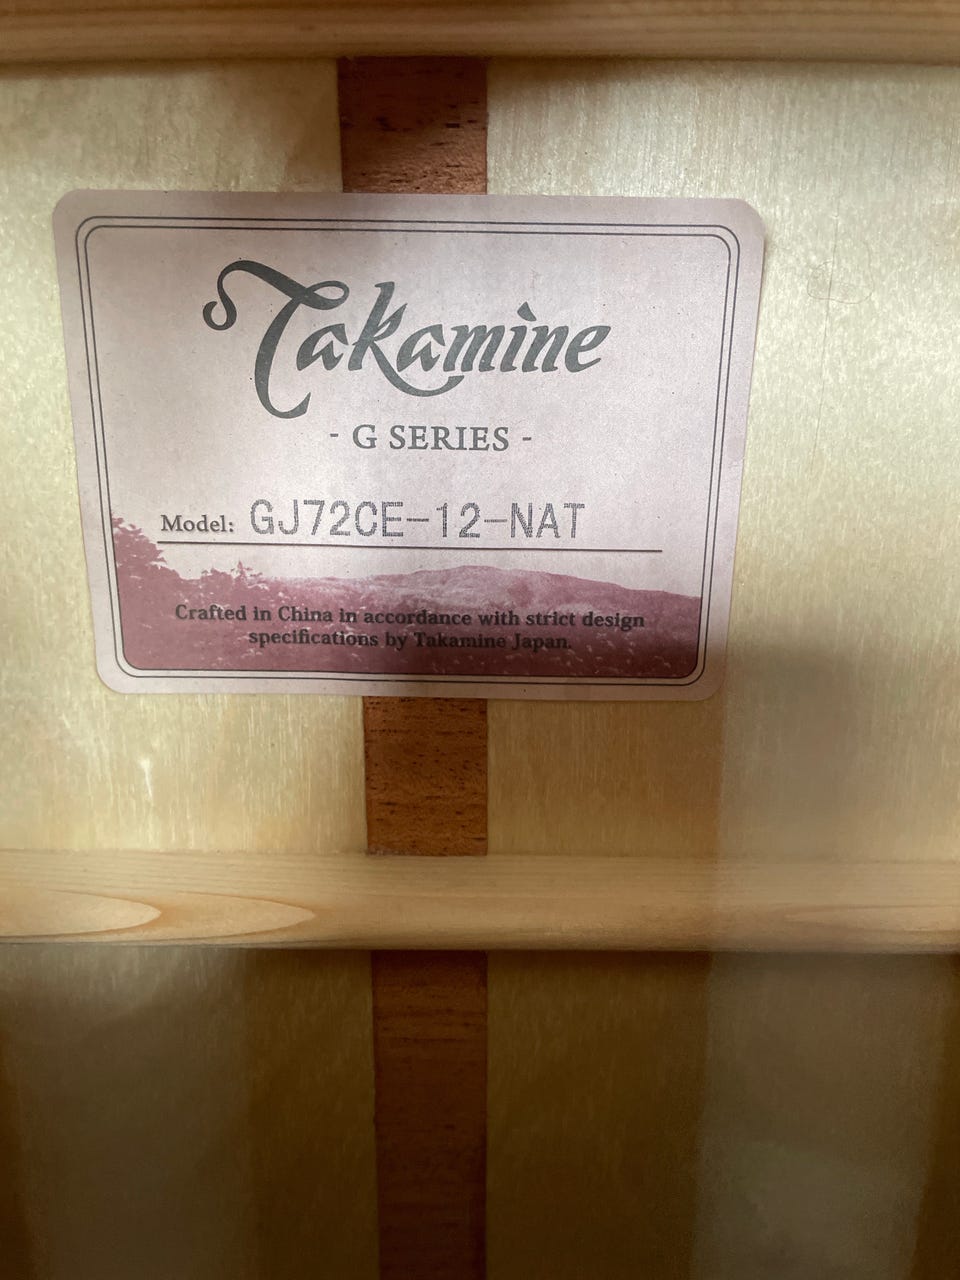 Takamine
- G SERIES -
Model: GJ72CE-12-NAT
Crafted in China in accordance with strict design
specifications by Takamine Japan.